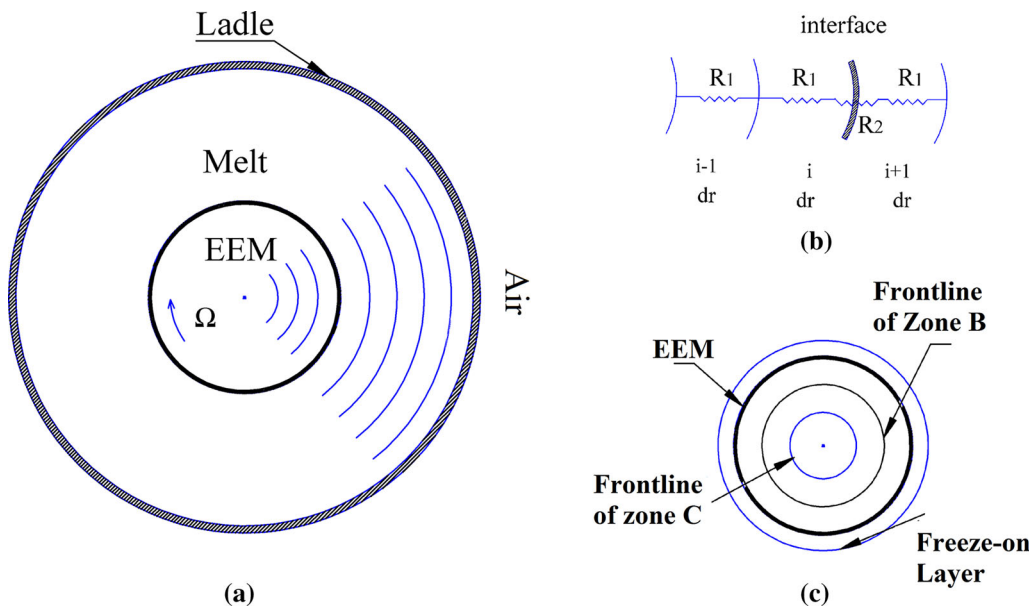 Ladle
Melt
EEM
Ω
Air
(a)
interface
R1 R1 R1
R2
i-1 i i+1
dr dr dr
(b)
Frontline
of Zone B
EEM
Frontline
of zone C
Freeze-on
Layer
(c)